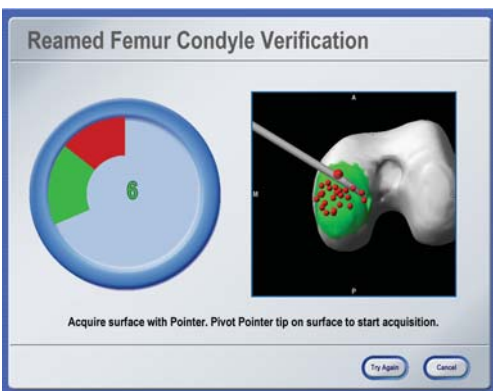 Reamed Femur Condyle Verification
A
6
M
P
Acquire surface with Pointer. Pivot Pointer tip on surface to start acquisition.
Try Again Cancel